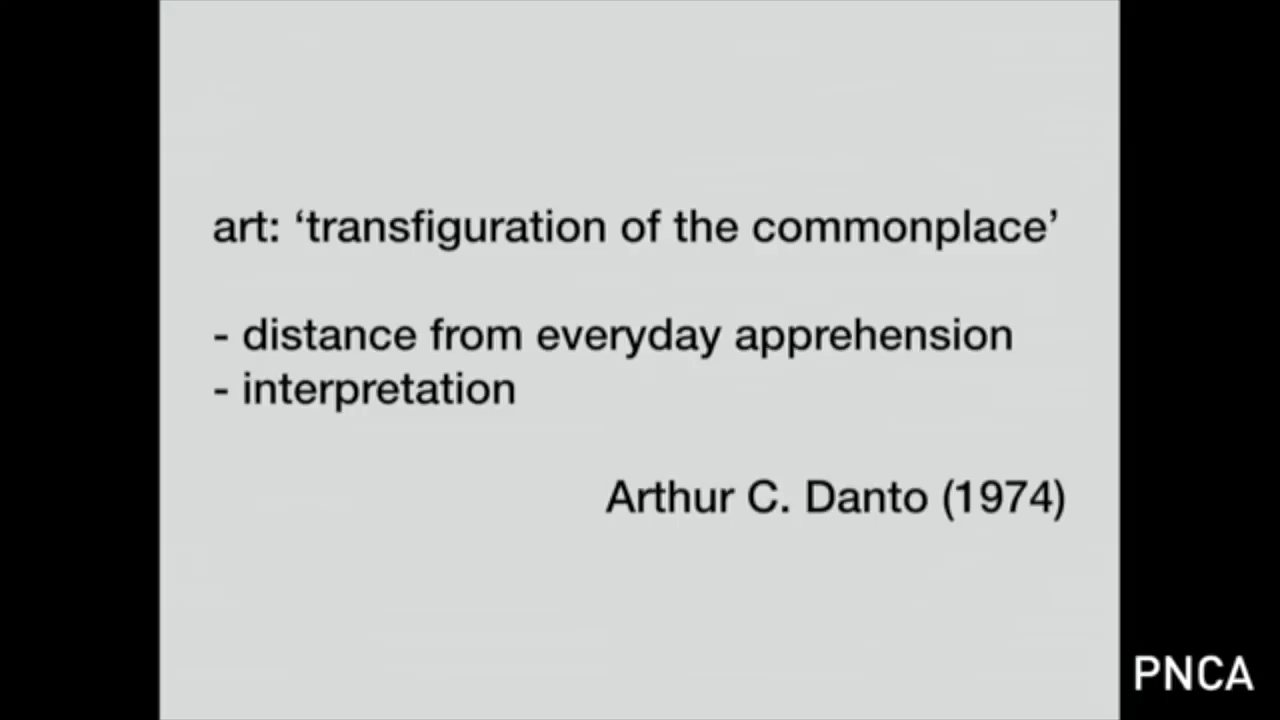 art: ‘transfiguration of the commonplace’
- distance from everyday apprehension
- interpretation
Arthur C. Danto (1974)
PNCA